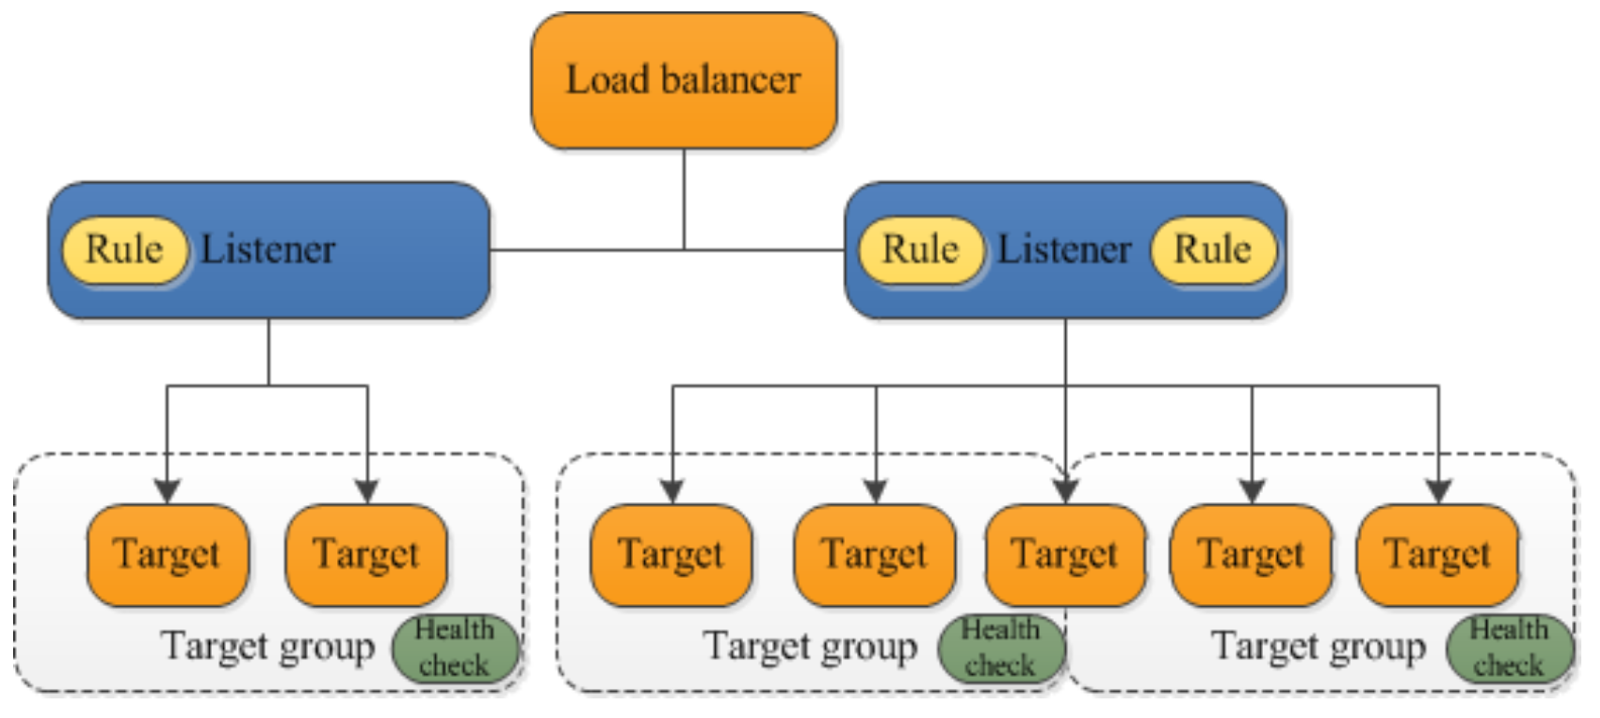 Load balancer
Rule Listener
Rule Listener Rule
Target Target
Target Target Target Target Target
Target group
Health
check
Target group
Health
check
Target group
Health
check